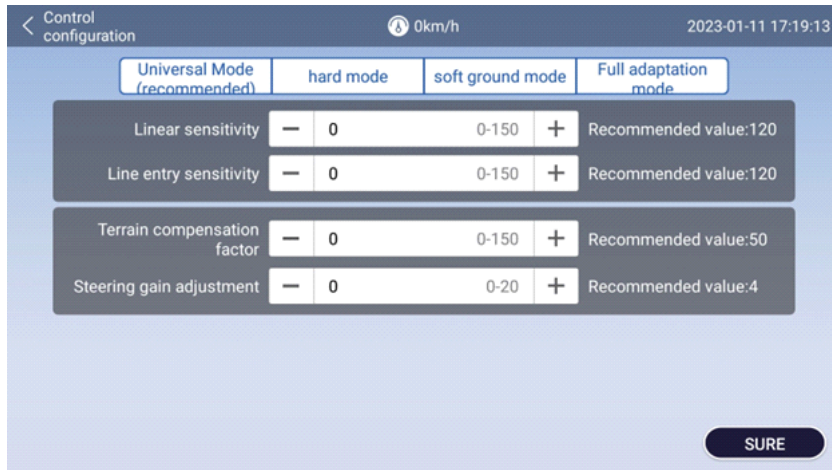 Control
configuration
0km/h
2023-01-11 17:19:13
Universal Mode
(recommended)
hard mode
soft ground mode
Full adaptation
mode
Linear sensitivity
0
0-150
Recommended value:120
Line entry sensitivity
0
0-150
Recommended value:120
Terrain compensation
factor
0
0-150
Recommended value:50
Steering gain adjustment
0
0-20
Recommended value:4
SURE